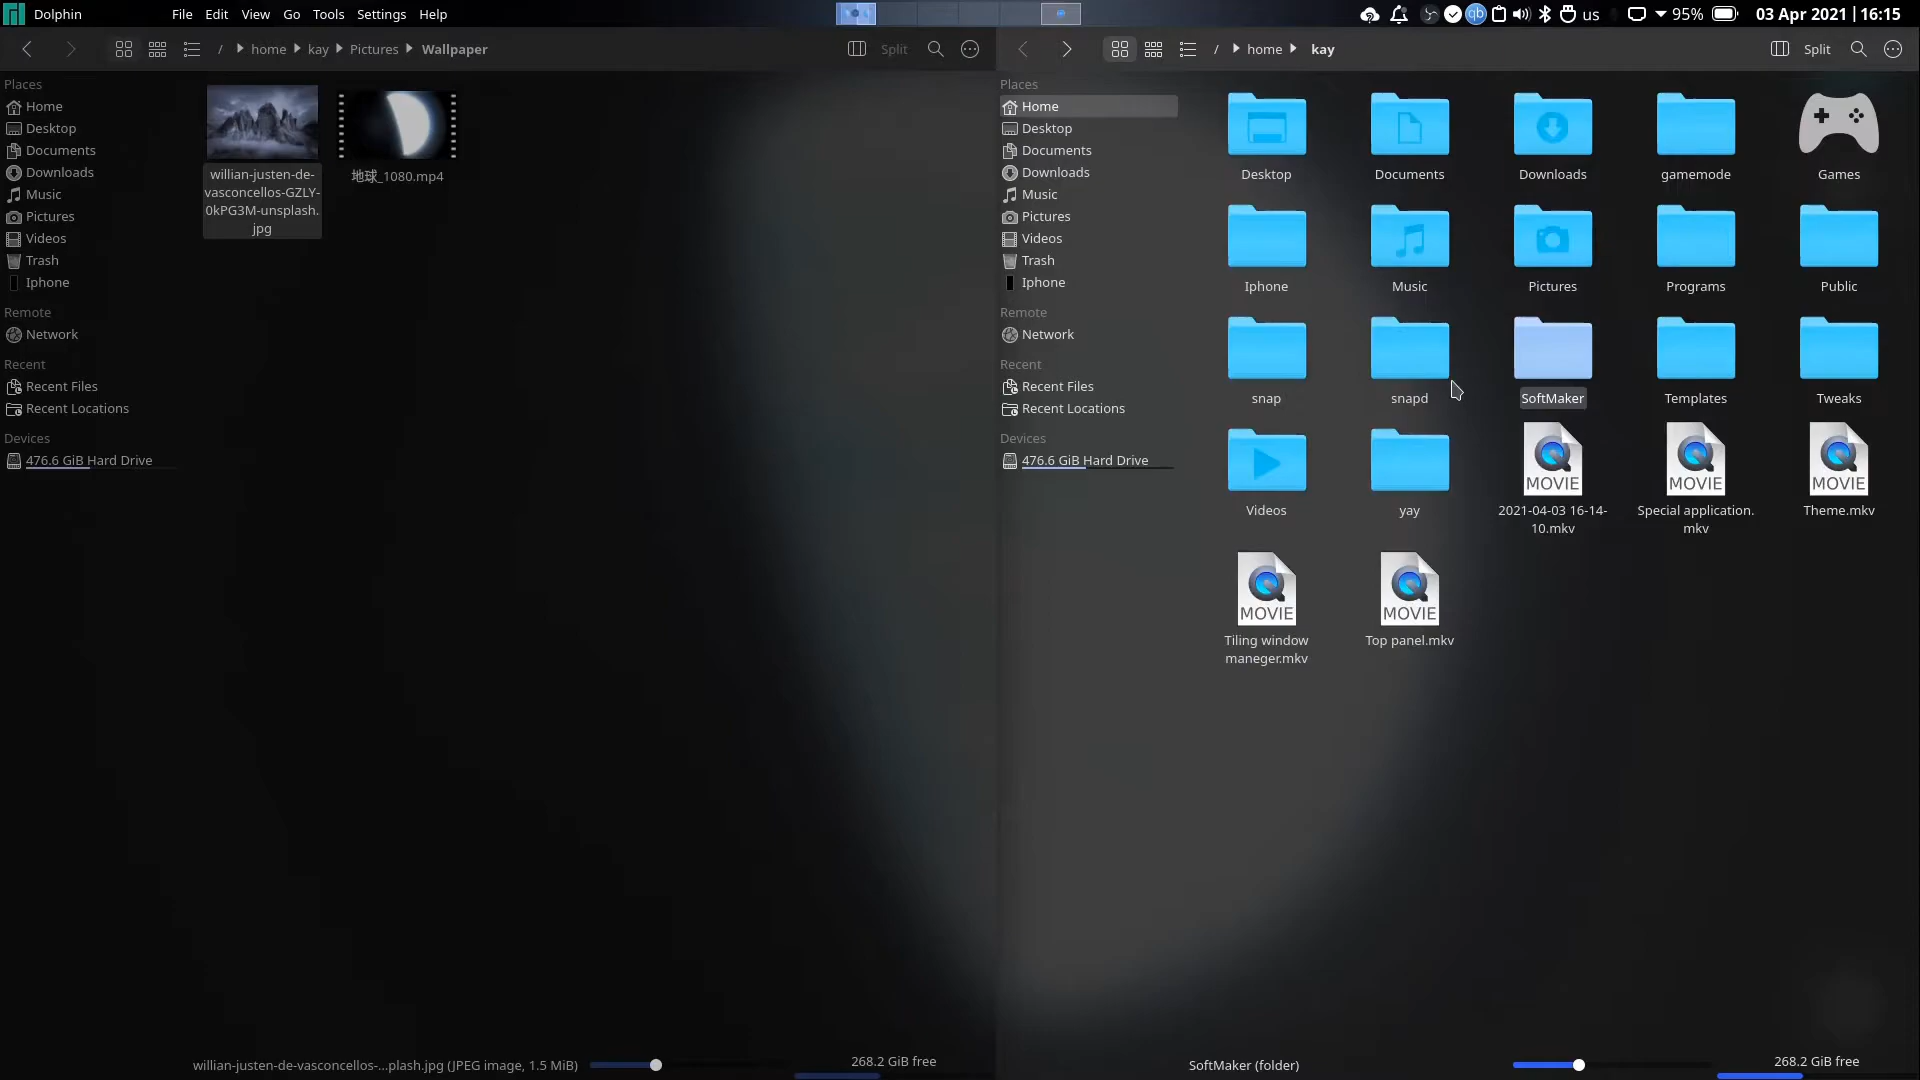 Dolphin File Edit View Go Tools Settings Help qb us 95% 03 Apr 2021 | 16:15
/ home kay Pictures Wallpaper Split
Places
Home
Desktop
Documents
Downloads
Music
Pictures
Videos
Trash
Iphone
Remote
Network
Recent
Recent Files
Recent Locations
Devices
476.6 GiB Hard Drive
willian-justen-de-
vasconcellos-GZLY-
0kPG3M-unsplash.
jpg
地球_1080.mp4
willian-justen-de-vasconcellos-...plash.jpg (JPEG image, 1.5 MiB)
268.2 GiB free
/ home kay Split
Places
Home
Desktop
Documents
Downloads
Music
Pictures
Videos
Trash
Iphone
Remote
Network
Recent
Recent Files
Recent Locations
Devices
476.6 GiB Hard Drive
Desktop Documents Downloads gamemode Games
Iphone Music Pictures Programs Public
snap snapd SoftMaker Templates Tweaks
MOVIE MOVIE MOVIE
Videos yay 2021-04-03 16-14- Special application. Theme.mkv
10.mkv mkv
MOVIE MOVIE
Tiling window Top panel.mkv
maneger.mkv
SoftMaker (folder)
268.2 GiB free